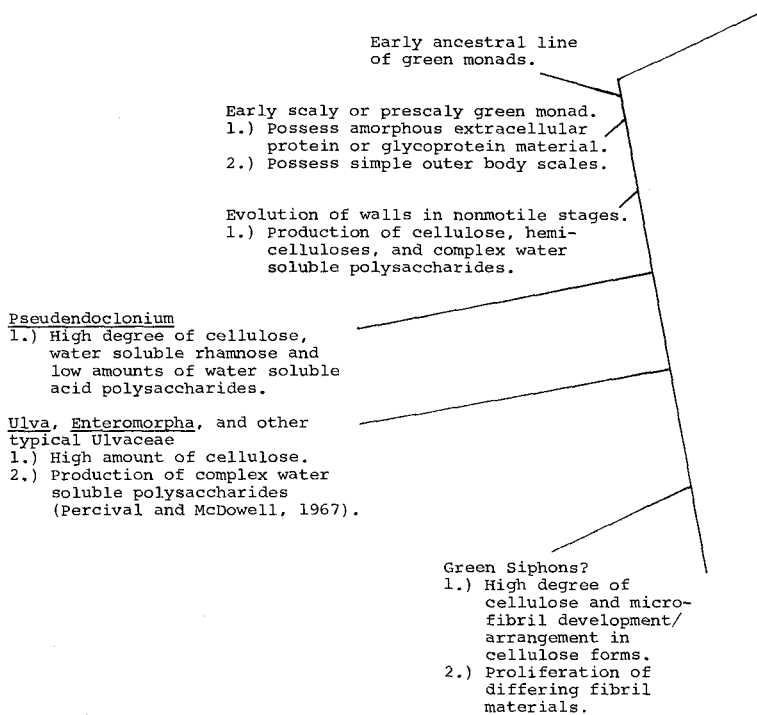 Early ancestral line
of green monads.
Early scaly or prescaly green monad.
1.) Possess amorphous extracellular
protein or glycoprotein material.
2.) Possess simple outer body scales.
Evolution of walls in nonmotile stages.
1.) Production of cellulose, hemi-
celluloses, and complex water
soluble polysaccharides.
Pseudendoclonium
1.) High degree of cellulose,
water soluble rhamnose and
low amounts of water soluble
acid polysaccharides.
Ulva, Enteromorpha, and other
typical Ulvaceae
1.) High amount of cellulose.
2.) Production of complex water
soluble polysaccharides
(Percival and McDowell, 1967).
Green Siphons?
1.) High degree of
cellulose and micro-
fibril development/
arrangement in
cellulose forms.
2.) Proliferation of
differing fibril
materials.